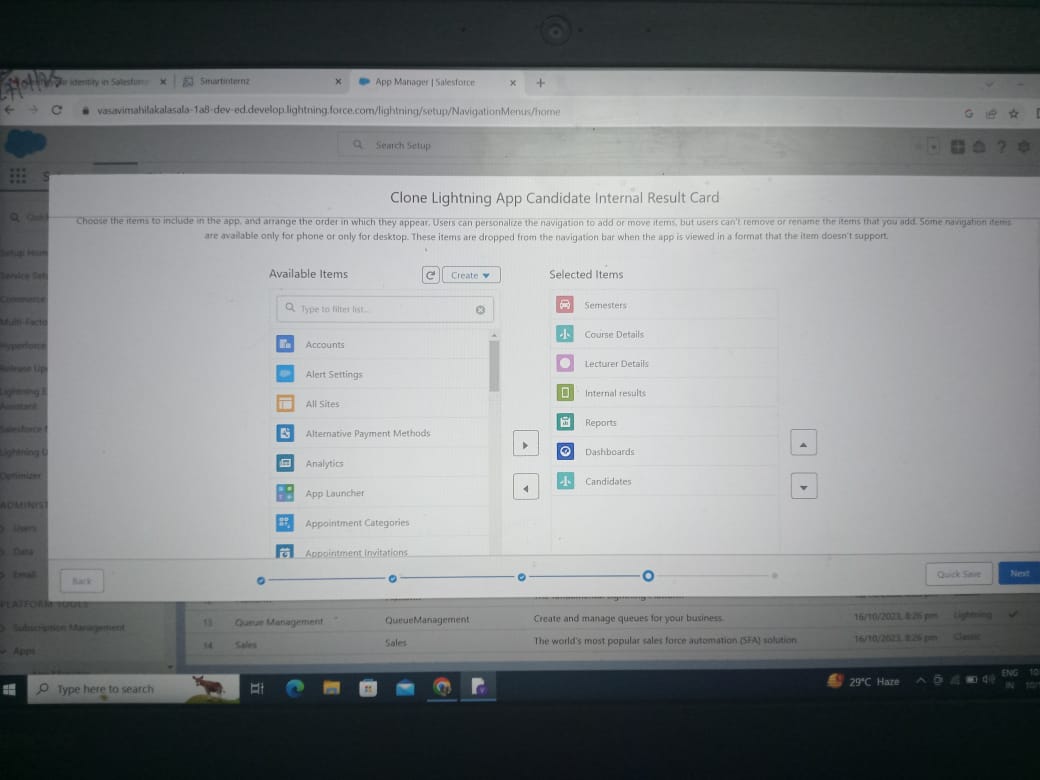 our identity in Salesforc
Smartinternz
App Manager | Salesforce
vasavimahilakalasala-1a8-dev-ed.develop.lightning.force.com/lightning/setup/NavigationMenus/home
Search Setup
Clone Lightning App Candidate Internal Result Card
Choose the items to include in the app, and arrange the order in which they appear. Users can personalize the navigation to add or move items, but users can't remove or rename the items that you add. Some navigation items
are available only for phone or only for desktop. These items are dropped from the navigation bar when the app is viewed in a format that the item doesn't support.
Available Items
Create
Selected Items
Type to filter list...
Accounts
Alert Settings
All Sites
Alternative Payment Methods
Analytics
App Launcher
Appointment Categories
Appointment Invitations
Semesters
Course Details
Lecturer Details
Internal results
Reports
Dashboards
Candidates
Setup Hom
Service Set
Commerce
Multi-Facto
Hyperforce
Release Up
Lightning E
Assistant
Salesforce
Lightning
Optimizer
ADMINIST
Users
Data
Email
PLATFORM TOOLS
Subscription Management
Apps
Back
Quick Save
Next
13 Queue Management QueueManagement Create and manage queues for your business. 16/10/2023, 8:26 pm Lightning
14 Sales Sales The world's most popular sales force automation (SFA) solution 16/10/2023, 8:26 pm Classic
Type here to search
29°C Haze
ENG
IN